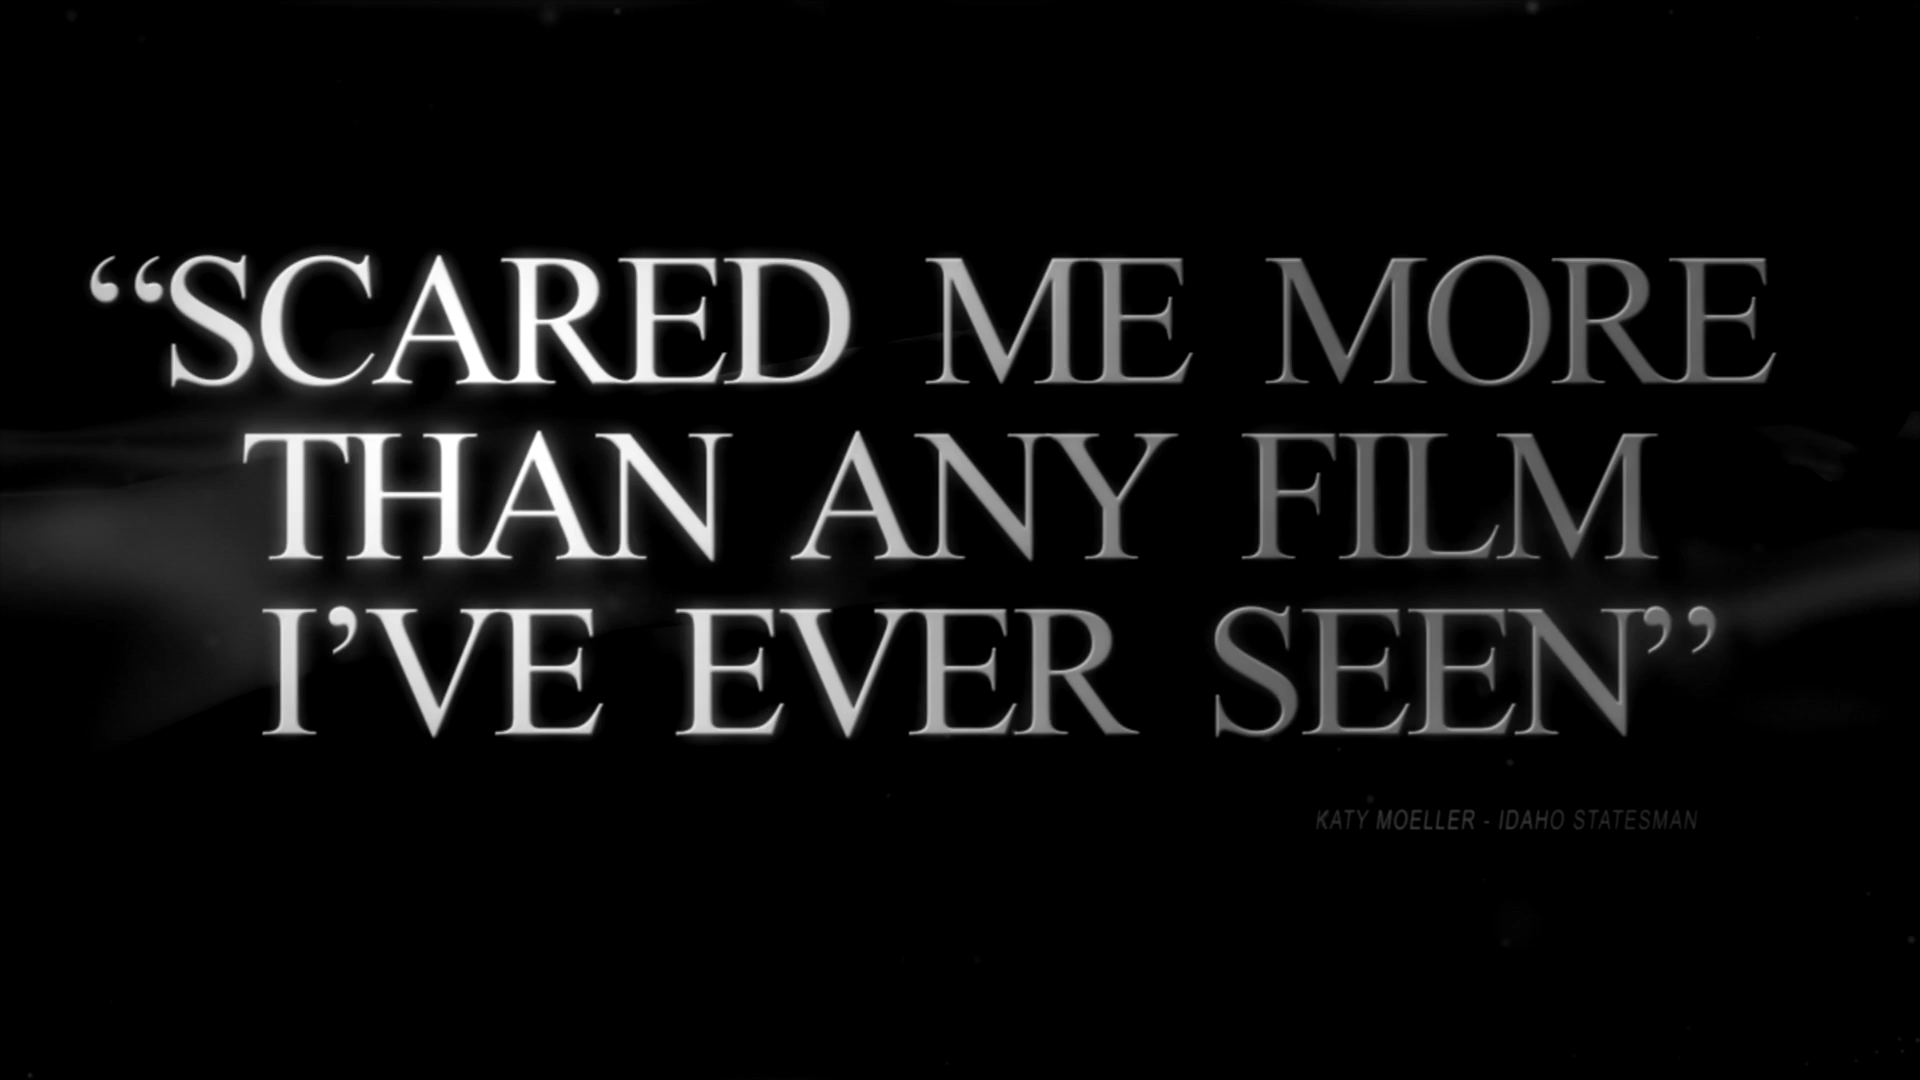 “SCARED ME MORE
THAN ANY FILM
I’VE EVER SEEN”
KATY MOELLER - IDAHO STATESMAN